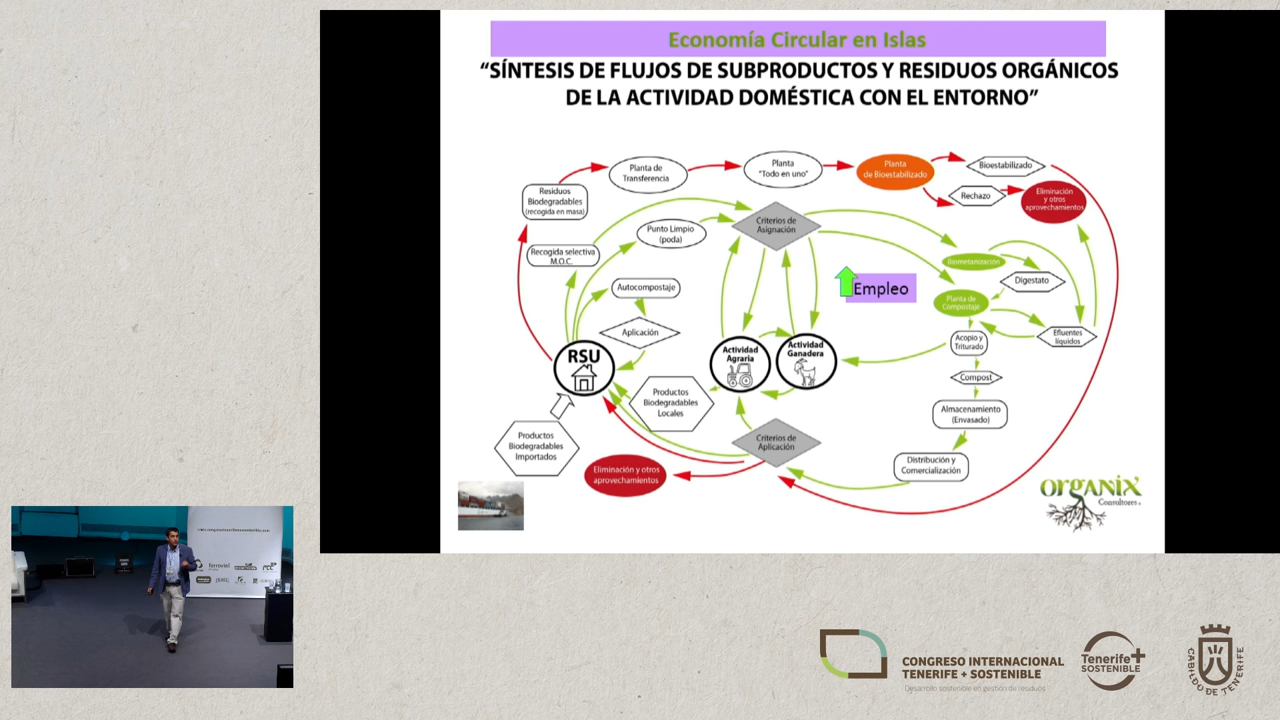 Economía Circular en Islas
“SÍNTESIS DE FLUJOS DE SUBPRODUCTOS Y RESIDUOS ORGÁNICOS
DE LA ACTIVIDAD DOMÉSTICA CON EL ENTORNO”
Planta de
Transferencia
Planta
“Todo en uno”
Planta
de Bioestabilizado
Bioestabilizado
Rechazo
Eliminación
y otros
aprovechamientos
Residuos
Biodegradables
(recogida en masa)
Punto Limpio
(poda)
Criterios de
Asignación
Recogida selectiva
M.O.C.
Biometanización
Digestato
Autocompostaje
Empleo
Planta de
Compostaje
Aplicación
Efluentes
líquidos
Acopio y
Triturado
RSU
Actividad
Agraria
Actividad
Ganadera
Compost
Productos
Biodegradables
Locales
Almacenamiento
(Envasado)
Productos
Biodegradables
Importados
Criterios de
Aplicación
Eliminación y otros
aprovechamientos
Distribución y
Comercialización
organix
Consultores
ferrovial
CONGRESO INTERNACIONAL
TENERIFE + SOSTENIBLE
Desarrollo sostenible en gestión de residuos
Tenerife+
SOSTENIBLE
CABILDO DE TENERIFE